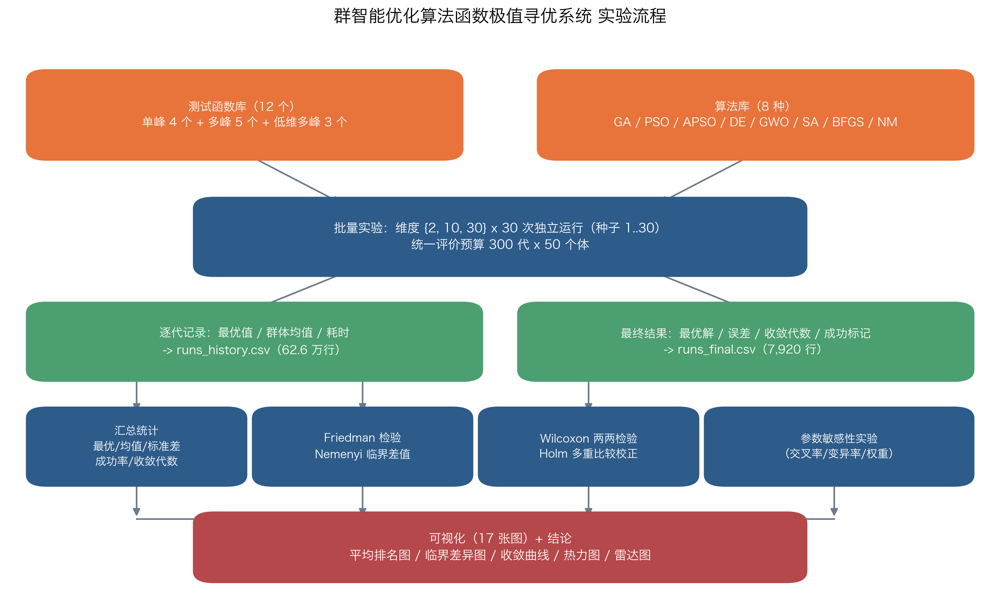 群智能优化算法函数极值寻优系统 实验流程
测试函数库（12 个）
单峰 4 个 + 多峰 5 个 + 低维多峰 3 个
算法库（8 种）
GA / PSO / APSO / DE / GWO / SA / BFGS / NM
批量实验：维度 {2, 10, 30} x 30 次独立运行（种子 1..30）
统一评价预算 300 代 x 50 个体
逐代记录：最优值 / 群体均值 / 耗时
-> runs_history.csv（62.6 万行）
最终结果：最优解 / 误差 / 收敛代数 / 成功标记
-> runs_final.csv（7,920 行）
汇总统计
最优/均值/标准差
成功率/收敛代数
Friedman 检验
Nemenyi 临界差值
Wilcoxon 两两检验
Holm 多重比较校正
参数敏感性实验
（交叉率/变异率/权重）
可视化（17 张图）+ 结论
平均排名图 / 临界差异图 / 收敛曲线 / 热力图 / 雷达图